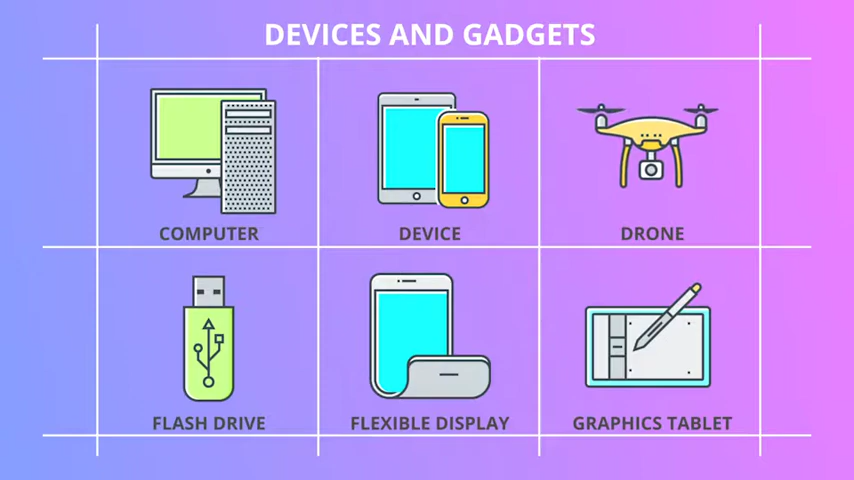 DEVICES AND GADGETS
COMPUTER
DEVICE
DRONE
FLASH DRIVE
FLEXIBLE DISPLAY
GRAPHICS TABLET